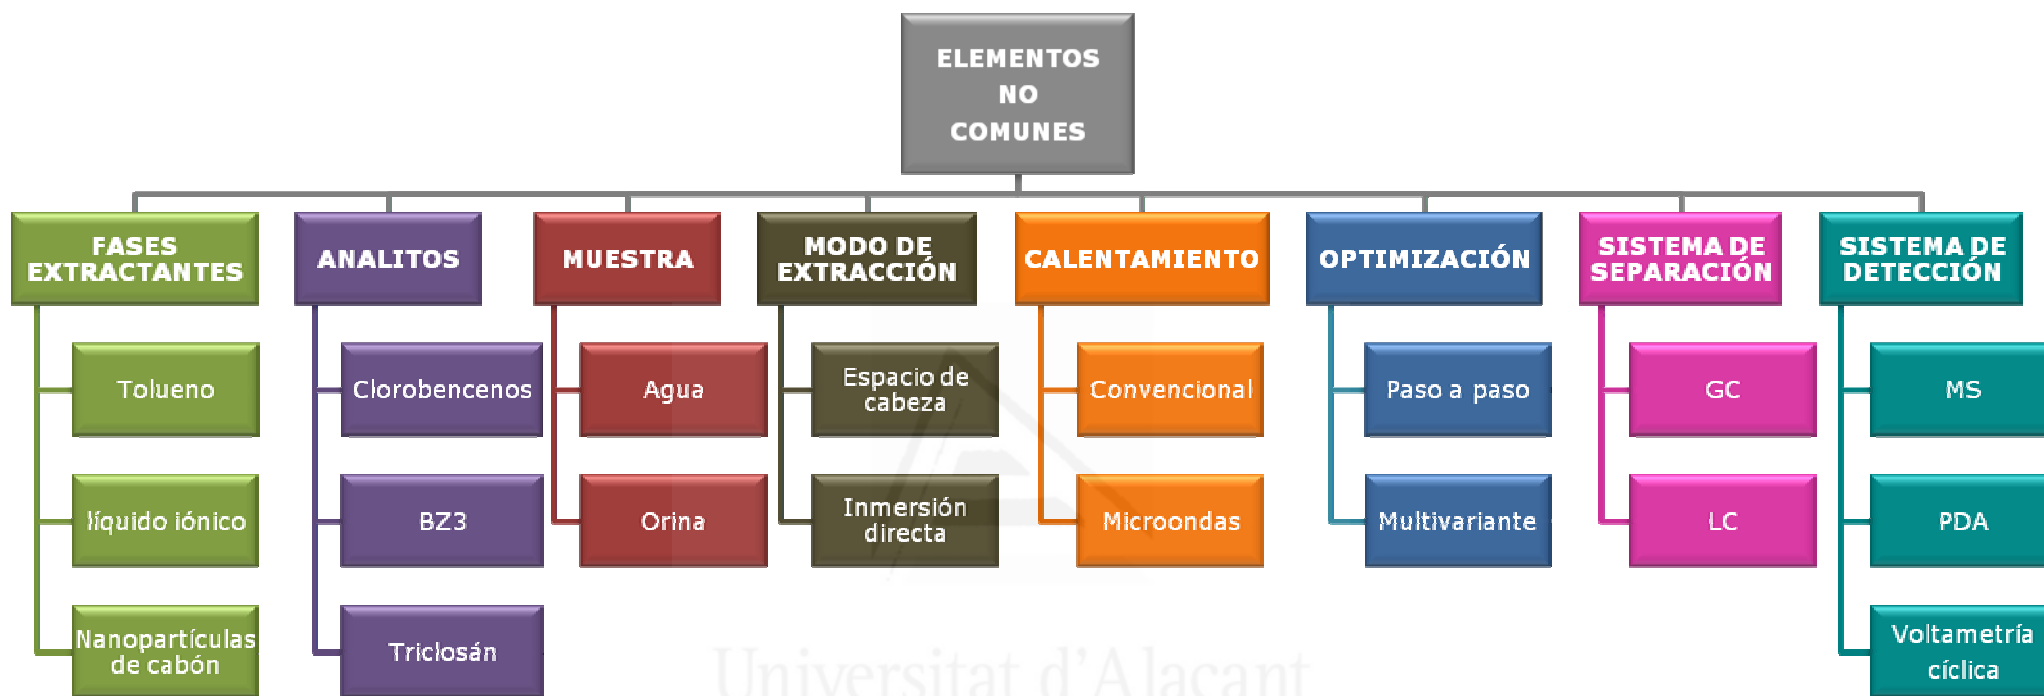 ELEMENTOS
NO
COMUNES
FASES
EXTRACTANTES
ANALITOS
MUESTRA
MODO DE
EXTRACCIÓN
CALENTAMIENTO
OPTIMIZACIÓN
SISTEMA DE
SEPARACIÓN
SISTEMA DE
DETECCIÓN
Tolueno
Clorobencenos
Agua
Espacio de
cabeza
Convencional
Paso a paso
GC
MS
líquido iónico
BZ3
Orina
Inmersión
directa
Microondas
Multivariante
LC
PDA
Nanopartículas
de cabón
Triclosán
Voltametría
cíclica
Universitat d'Alacant